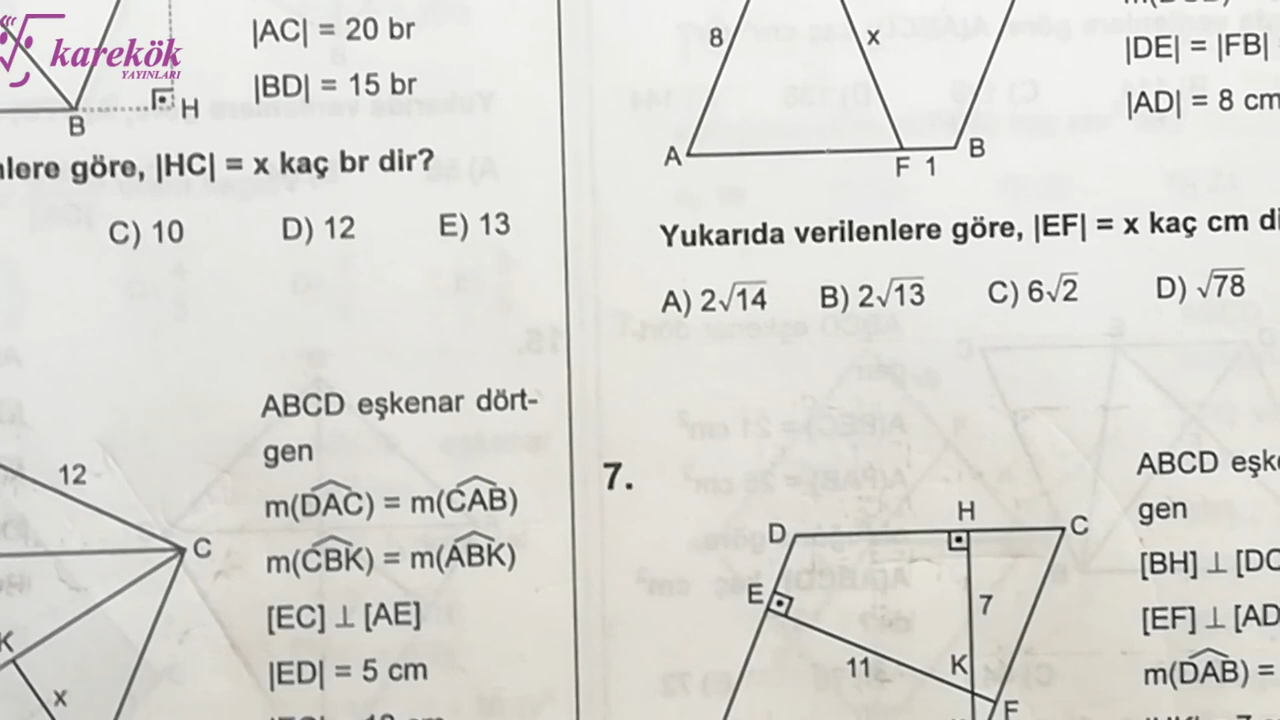 karekök
YAYINLARI
|AC| = 20 br
|BD| = 15 br
B
H
göre, |HC| = x kaç br dir?
C) 10 D) 12 E) 13
12
C
K
x
ABCD eşkenar dört-
gen
m(DAC) = m(CAB)
m(CBK) = m(ABK)
[EC] ⊥ [AE]
|ED| = 5 cm
8
x
A
F 1
B
|DE| = |FB|
|AD| = 8 cm
Yukarıda verilenlere göre, |EF| = x kaç cm
A) 2√14 B) 2√13 C) 6√2 D) √78
7.
D
H
C
E
7
11
K
F
ABCD
gen
[BH] ⊥
[EF] ⊥ [AD
m(DAB) =